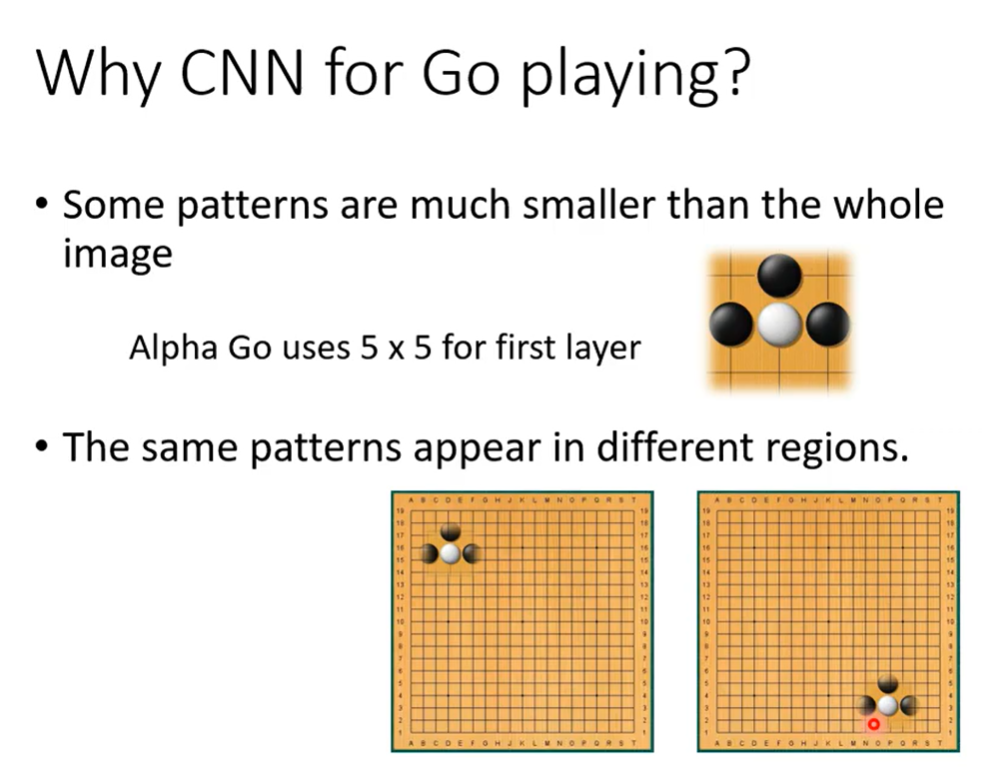 Why CNN for Go playing?
• Some patterns are much smaller than the whole
image
Alpha Go uses 5 x 5 for first layer
• The same patterns appear in different regions.